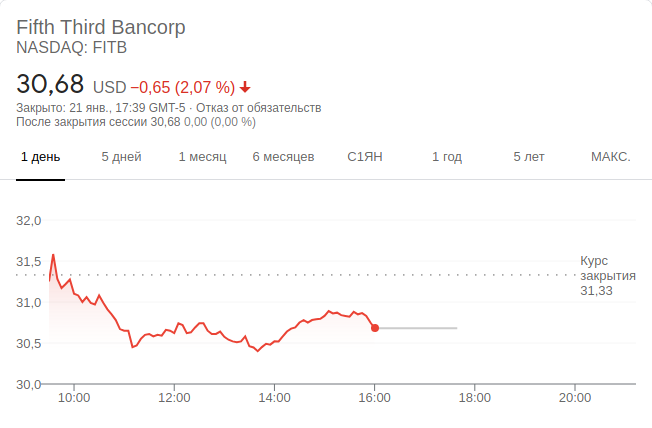 Fifth Third Bancorp
NASDAQ: FITB
30,68 USD −0,65 (2,07 %)
Закрыто: 21 янв., 17:39 GMT-5 · Отказ от обязательств
После закрытия сессии 30,68 0,00 (0,00 %)
1 день 5 дней 1 месяц 6 месяцев С1ЯН 1 год 5 лет МАКС.
32,0
31,5
31,0
30,5
30,0
Курс
закрытия
31,33
10:00 12:00 14:00 16:00 18:00 20:00